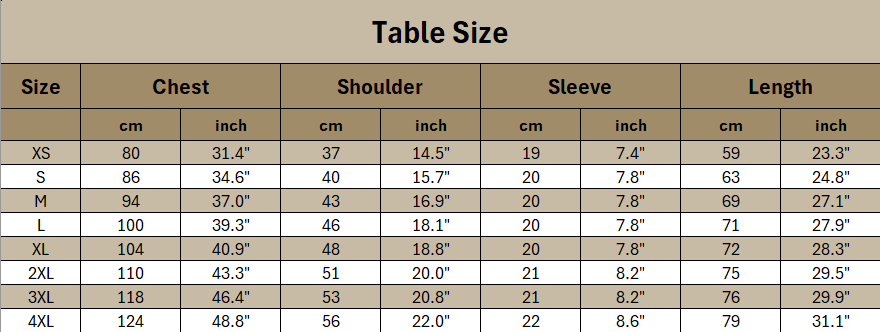 Table Size
Size Chest Shoulder Sleeve Length
cm inch cm inch cm inch cm inch
XS 80 31.4" 37 14.5" 19 7.4" 59 23.3"
S 86 34.6" 40 15.7" 20 7.8" 63 24.8"
M 94 37.0" 43 16.9" 20 7.8" 69 27.1"
L 100 39.3" 46 18.1" 20 7.8" 71 27.9"
XL 104 40.9" 48 18.8" 20 7.8" 72 28.3"
2XL 110 43.3" 51 20.0" 21 8.2" 75 29.5"
3XL 118 46.4" 53 20.8" 21 8.2" 76 29.9"
4XL 124 48.8" 56 22.0" 22 8.6" 79 31.1"